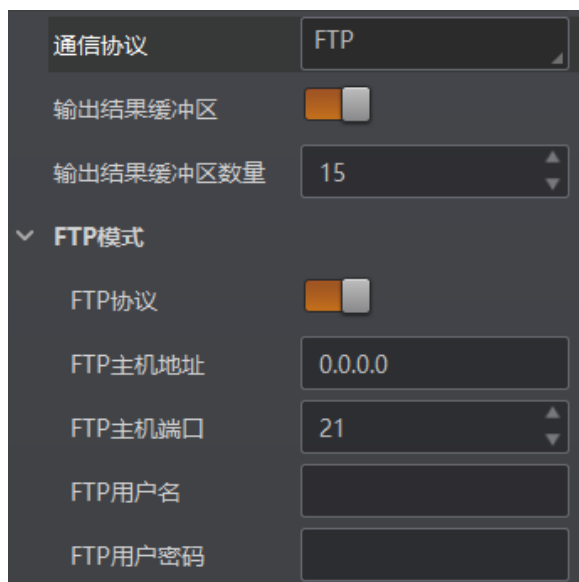 通信协议 FTP
输出结果缓冲区
输出结果缓冲区数量 15
FTP模式
FTP协议
FTP主机地址 0.0.0.0
FTP主机端口 21
FTP用户名
FTP用户密码